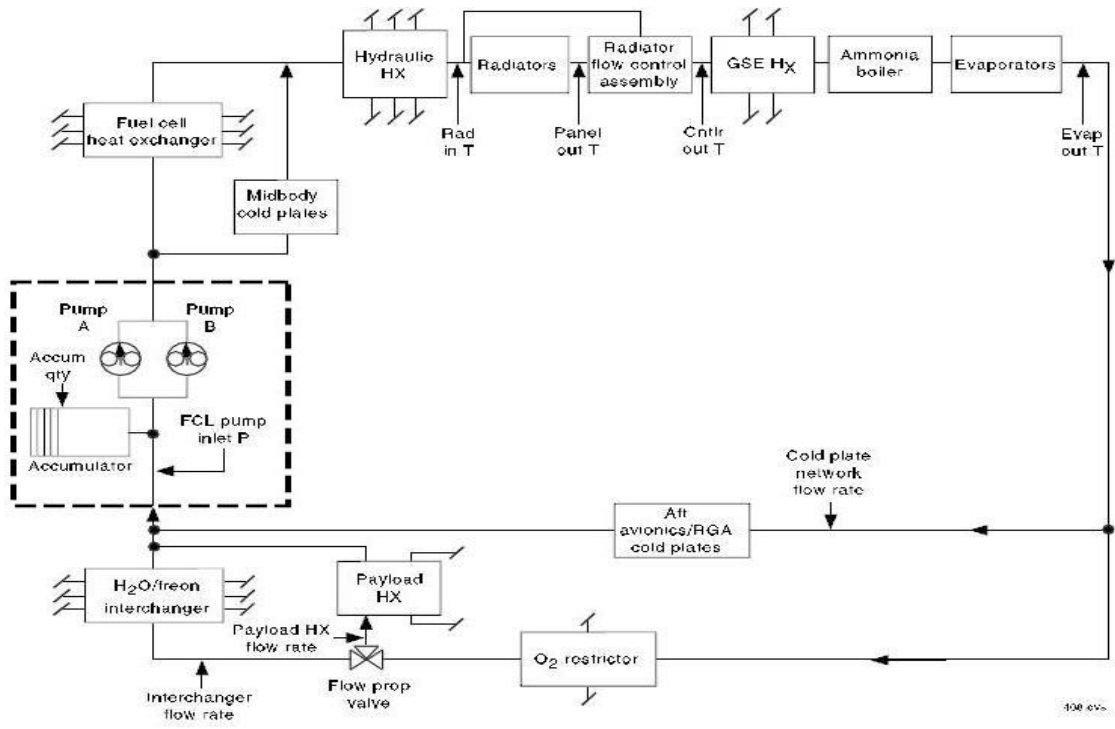 Hydraulic
HX
Radiators
Radiator
flow control
assembly
GSE HX
Ammonia
boiler
Evaporators
Rad
in T
Panel
out T
Cntlr
out T
Evap
out T
Fuel cell
heat exchanger
Midbody
cold plates
Pump
A
Pump
B
Accum
qty
FCL pump
inlet P
Accumulator
Cold plate
network
flow rate
Aft
avionics/RGA
cold plates
H2O/freon
interchanger
Payload
HX
Payload HX
flow rate
O2 restrictor
Flow prop
valve
Interchanger
flow rate